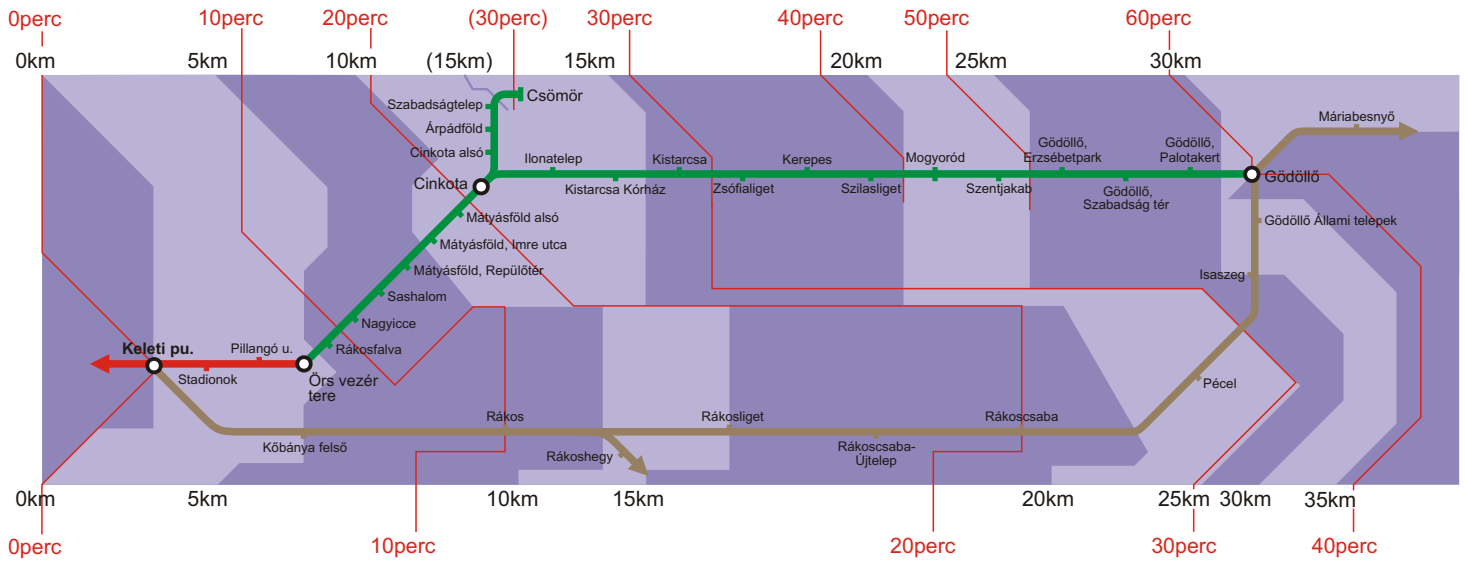 0perc
10perc
20perc
(30perc)
30perc
40perc
50perc
60perc
0km
5km
10km
(15km)
15km
20km
25km
30km
Szabadságtelep
Csömör
Árpádföld
Cinkota alsó
Cinkota
Ilonatelep
Kistarcsa Kórház
Kistarcsa
Zsófialiget
Kerepes
Szilasliget
Mogyoród
Szentjakab
Gödöllő,
Erzsébetpark
Gödöllő,
Szabadság tér
Gödöllő,
Palotakert
Gödöllő
Máriabesnyő
Mátyásföld alsó
Mátyásföld, Imre utca
Mátyásföld, Repülőtér
Sashalom
Nagyicce
Rákosfalva
Gödöllő Állami telepek
Isaszeg
Pécel
Keleti pu.
Stadionok
Pillangó u.
Örs vezér
tere
Kőbánya felső
Rákos
Rákoshegy
Rákosliget
Rákoscsaba-
Újtelep
Rákoscsaba
0km
5km
10km
15km
20km
25km
30km
35km
0perc
10perc
20perc
30perc
40perc